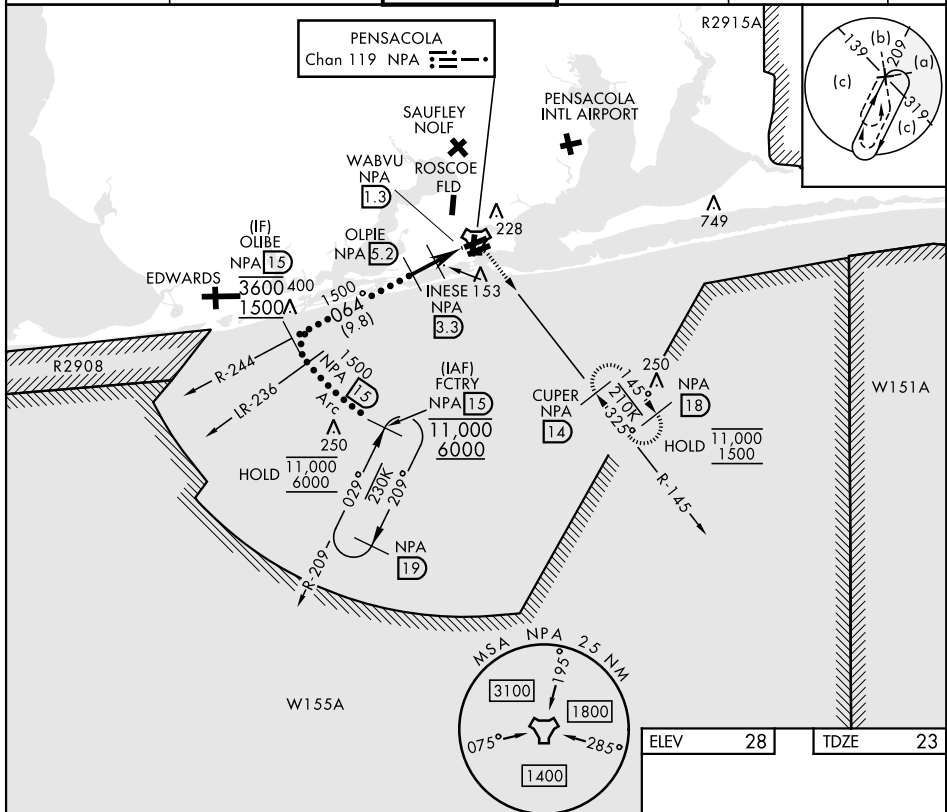 R2915A
PENSACOLA
Chan 119 NPA
139
(b)
209
(a)
(c)
319
(c)
SAUFLEY
NOLF
PENSACOLA
INTL AIRPORT
WABVU
NPA
1.3
ROSCOE
FLD
228
749
(IF)
OLIBE
NPA 15
3600
1500
400
OLPIE
NPA 5.2
EDWARDS
1500
064°
(9.8)
INESE 153
NPA
3.3
R2908
R-244
LR-236
1500
NPA 15
Arc
250
(IAF)
FCTRY
NPA 15
11,000
6000
HOLD 11,000
6000
029°
230K
209°
NPA
19
R-209
CUPER
NPA
14
145°
210K
325°
250
NPA
18
HOLD 11,000
1500
R-145
W151A
W155A
MSA NPA 25 NM
195°
3100
1800
075°
285°
1400
ELEV 28
TDZE 23